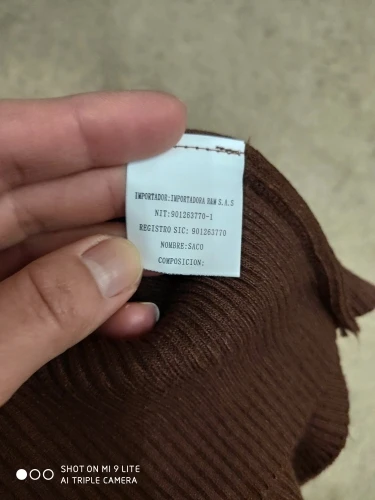 IMPORTADOR:IMPORTADORA R&M S.A.S
NIT:901263770-1
REGISTRO SIC: 901263770
NOMBRE:SACO
COMPOSICION:
SHOT ON MI 9 LITE
AI TRIPLE CAMERA